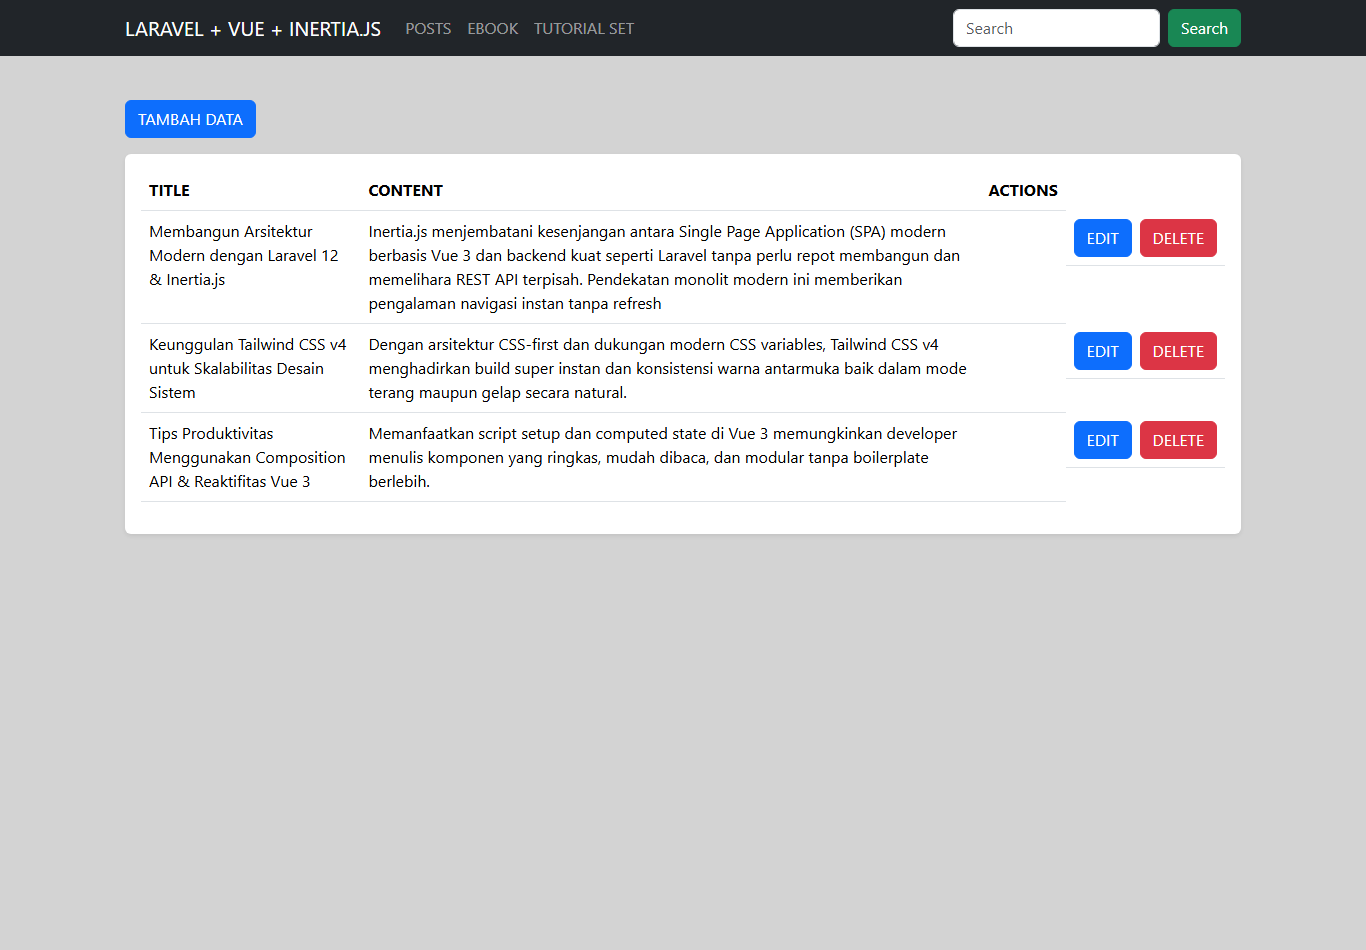 LARAVEL + VUE + INERTIA.JS POSTS EBOOK TUTORIAL SET Search Search
TAMBAH DATA
TITLE CONTENT ACTIONS
Membangun Arsitektur
Modern dengan Laravel 12
& Inertia.js
Inertia.js menjembatani kesenjangan antara Single Page Application (SPA) modern
berbasis Vue 3 dan backend kuat seperti Laravel tanpa perlu repot membangun dan
memelihara REST API terpisah. Pendekatan monolit modern ini memberikan
pengalaman navigasi instan tanpa refresh
EDIT DELETE
Keunggulan Tailwind CSS v4
untuk Skalabilitas Desain
Sistem
Dengan arsitektur CSS-first dan dukungan modern CSS variables, Tailwind CSS v4
menghadirkan build super instan dan konsistensi warna antarmuka baik dalam mode
terang maupun gelap secara natural.
EDIT DELETE
Tips Produktivitas
Menggunakan Composition
API & Reaktifitas Vue 3
Memanfaatkan script setup dan computed state di Vue 3 memungkinkan developer
menulis komponen yang ringkas, mudah dibaca, dan modular tanpa boilerplate
berlebih.
EDIT DELETE